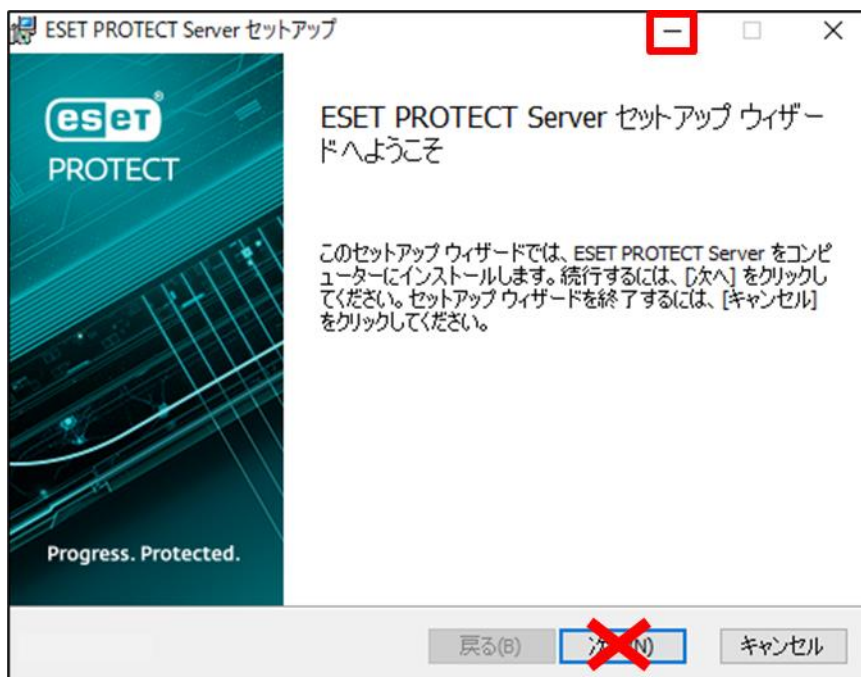 ESET PROTECT Server セットアップ
eset®
PROTECT
ESET PROTECT Server セットアップ ウィザー
ドへようこそ
このセットアップ ウィザードでは、ESET PROTECT Server をコンピ
ューターにインストールします。続行するには、[次へ] をクリックし
てください。セットアップ ウィザードを終了するには、[キャンセル]
をクリックしてください。
Progress. Protected.
戻る(B)
次 N)
キャンセル